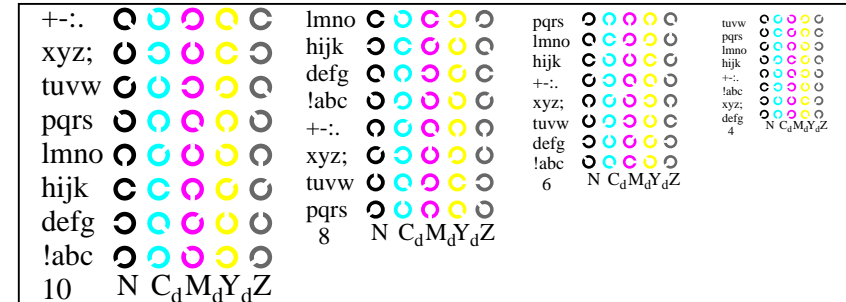 +-:.
xyz;
tuvw
pqrs
lmno
hijk
defg
!abc
10 N CdMdYdZ
lmno
hijk
defg
!abc
+-:.
xyz;
tuvw
pqrs
8 N CdMdYdZ
pqrs
lmno
hijk
+-:.
xyz;
tuvw
defg
!abc
6 N CdMdYdZ
tuvw
pqrs
lmno
hijk
+-:.
!abc
xyz;
defg
4 N CdMdYdZ